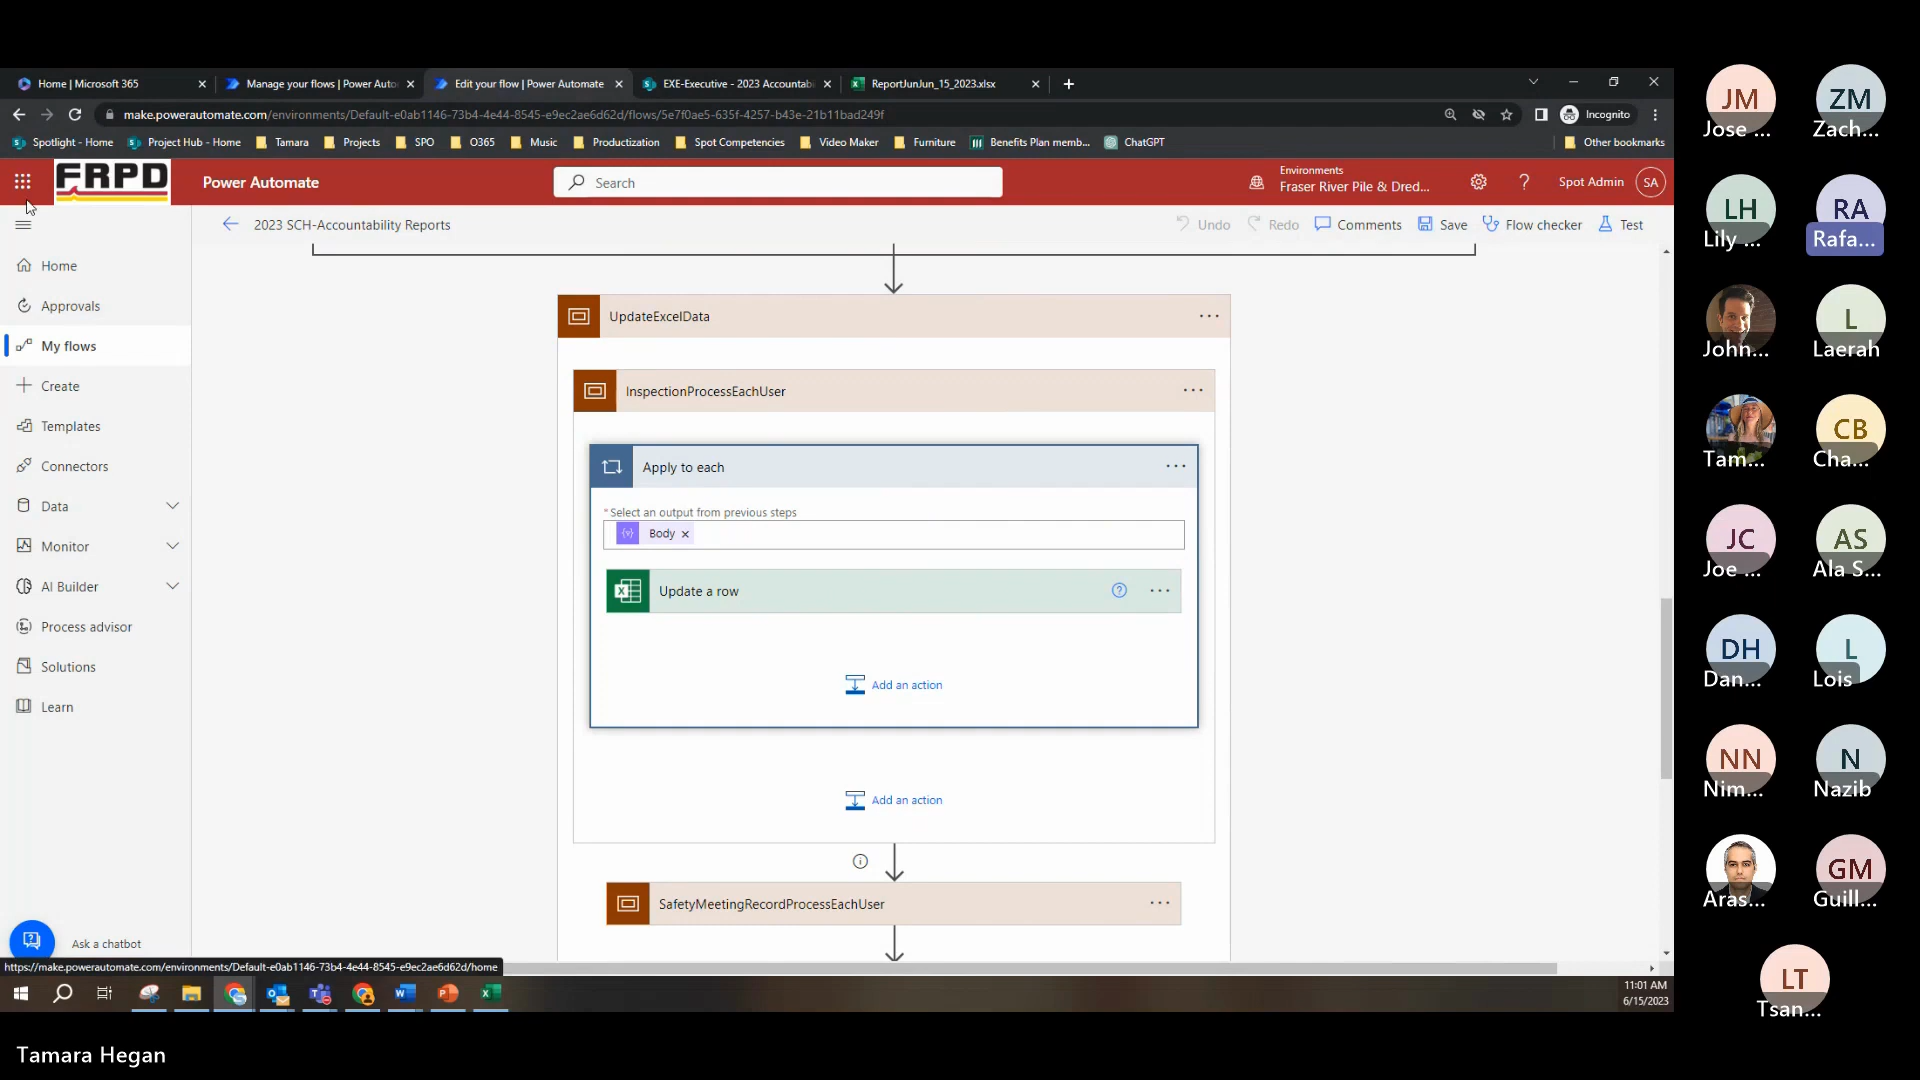 Home | Microsoft 365
Manage your flows | Power Auto
Edit your flow | Power Automate
EXE-Executive - 2023 Accountabi
ReportJunJun_15_2023.xlsx
make.powerautomate.com/environments/Default-e0ab1146-73b4-4e44-8545-e9ec2ae6d62d/flows/5e7f0ae5-635f-4257-b43e-21b11bad249f
Incognito
Spotlight - Home
Project Hub - Home
Tamara
Projects
SPO
O365
Music
Productization
Spot Competencies
Video Maker
Furniture
Benefits Plan memb...
ChatGPT
Other bookmarks
FRPD
Power Automate
Search
Environments
Fraser River Pile & Dred...
?
Spot Admin
SA
2023 SCH-Accountability Reports
Undo
Redo
Comments
Save
Flow checker
Test
Home
Approvals
My flows
Create
Templates
Connectors
Data
Monitor
AI Builder
Process advisor
Solutions
Learn
Ask a chatbot
UpdateExcelData
InspectionProcessEachUser
Apply to each
* Select an output from previous steps
Body
Update a row
Add an action
Add an action
SafetyMeetingRecordProcessEachUser
https://make.powerautomate.com/environments/Default-e0ab1146-73b4-4e44-8545-e9ec2ae6d62d/home
11:01 AM
6/15/2023
JM
Jose ...
ZM
Zach...
LH
Lily ...
RA
Rafa...
John...
L
Laerah
Tam...
CB
Cha...
JC
Joe ...
AS
Ala S...
DH
Dan...
L
Lois
NN
Nim...
N
Nazib
Aras...
GM
Guill...
LT
Tsan...
Tamara Hegan